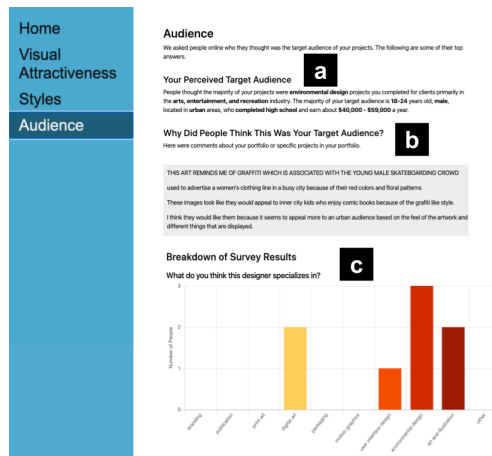 Home
Visual
Attractiveness
Styles
Audience
Audience
We asked people online who they thought was the target audience of your projects. The following are some of their top
answers.
a
Your Perceived Target Audience
People thought the majority of your projects were environmental design projects you completed for clients primarily in
the arts, entertainment, and recreation industry. The majority of your target audience is 18-24 years old, male,
located in urban areas, who completed high school and earn about $40,000 - $59,000 a year.
Why Did People Think This Was Your Target Audience?
b
Here were comments about your portfolio or specific projects in your portfolio.
THIS ART REMINDS ME OF GRAFFITI WHICH IS ASSOCIATED WITH THE YOUNG MALE SKATEBOARDING CROWD
used to advertise a women's clothing line in a busy city because of their red colors and floral patterns
These images look like they would appeal to inner city kids who enjoy comic books because of the grafiti like style.
I think they would like them because it seems to appeal more to an urban audience based on the feel of the artwork and
different things that are displayed.
Breakdown of Survey Results
c
What do you think this designer specializes in?
Number of People
3
2
1
0
branding
publication
print ad
digital ad
packaging
motion graphics
user interface design
environmental design
art and illustration
other